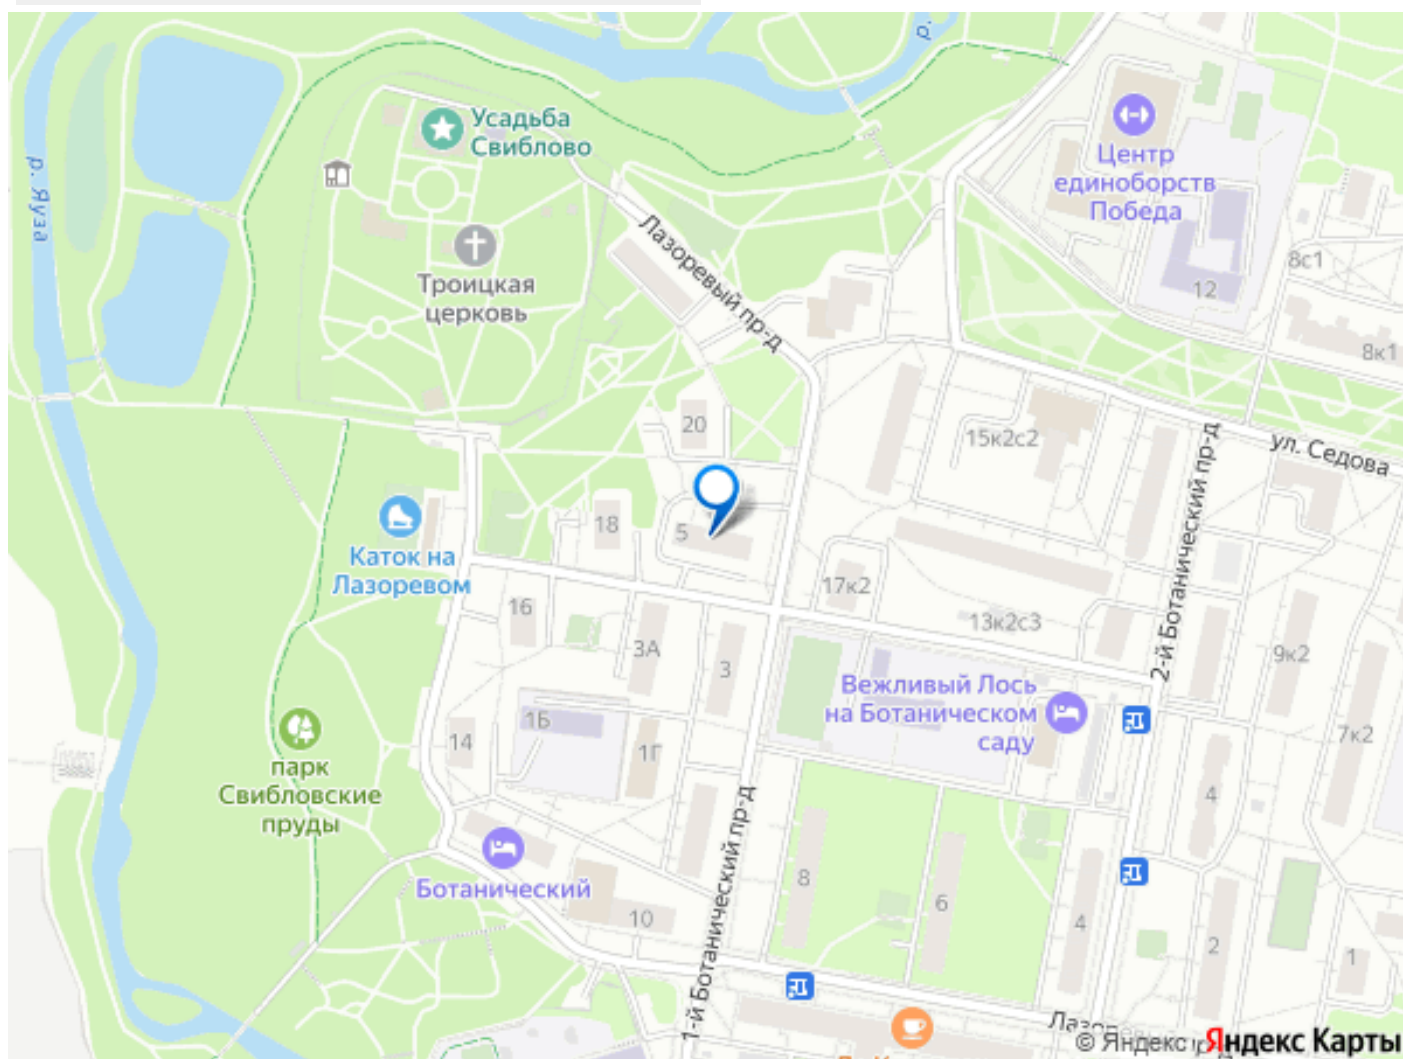 р.
Усадьба
Свиблово
Центр
единоборств
Победа
р. Яуза
Лазоревый пр-д
8с1
12
Троицкая
церковь
8к1
20
15к2с2
ул. Седова
2-й Ботанический пр-д
18
5
Каток на
Лазоревом
17к2
16
13к2с3
3А
3
9к2
Вежливый Лось
на Ботаническом
саду
1Б
14
1Г
7к2
парк
Свибловские
пруды
4
1-й Ботанический пр-д
8
Ботанический
6
10
4
2
1
© Яндекс
Яндекс Карты